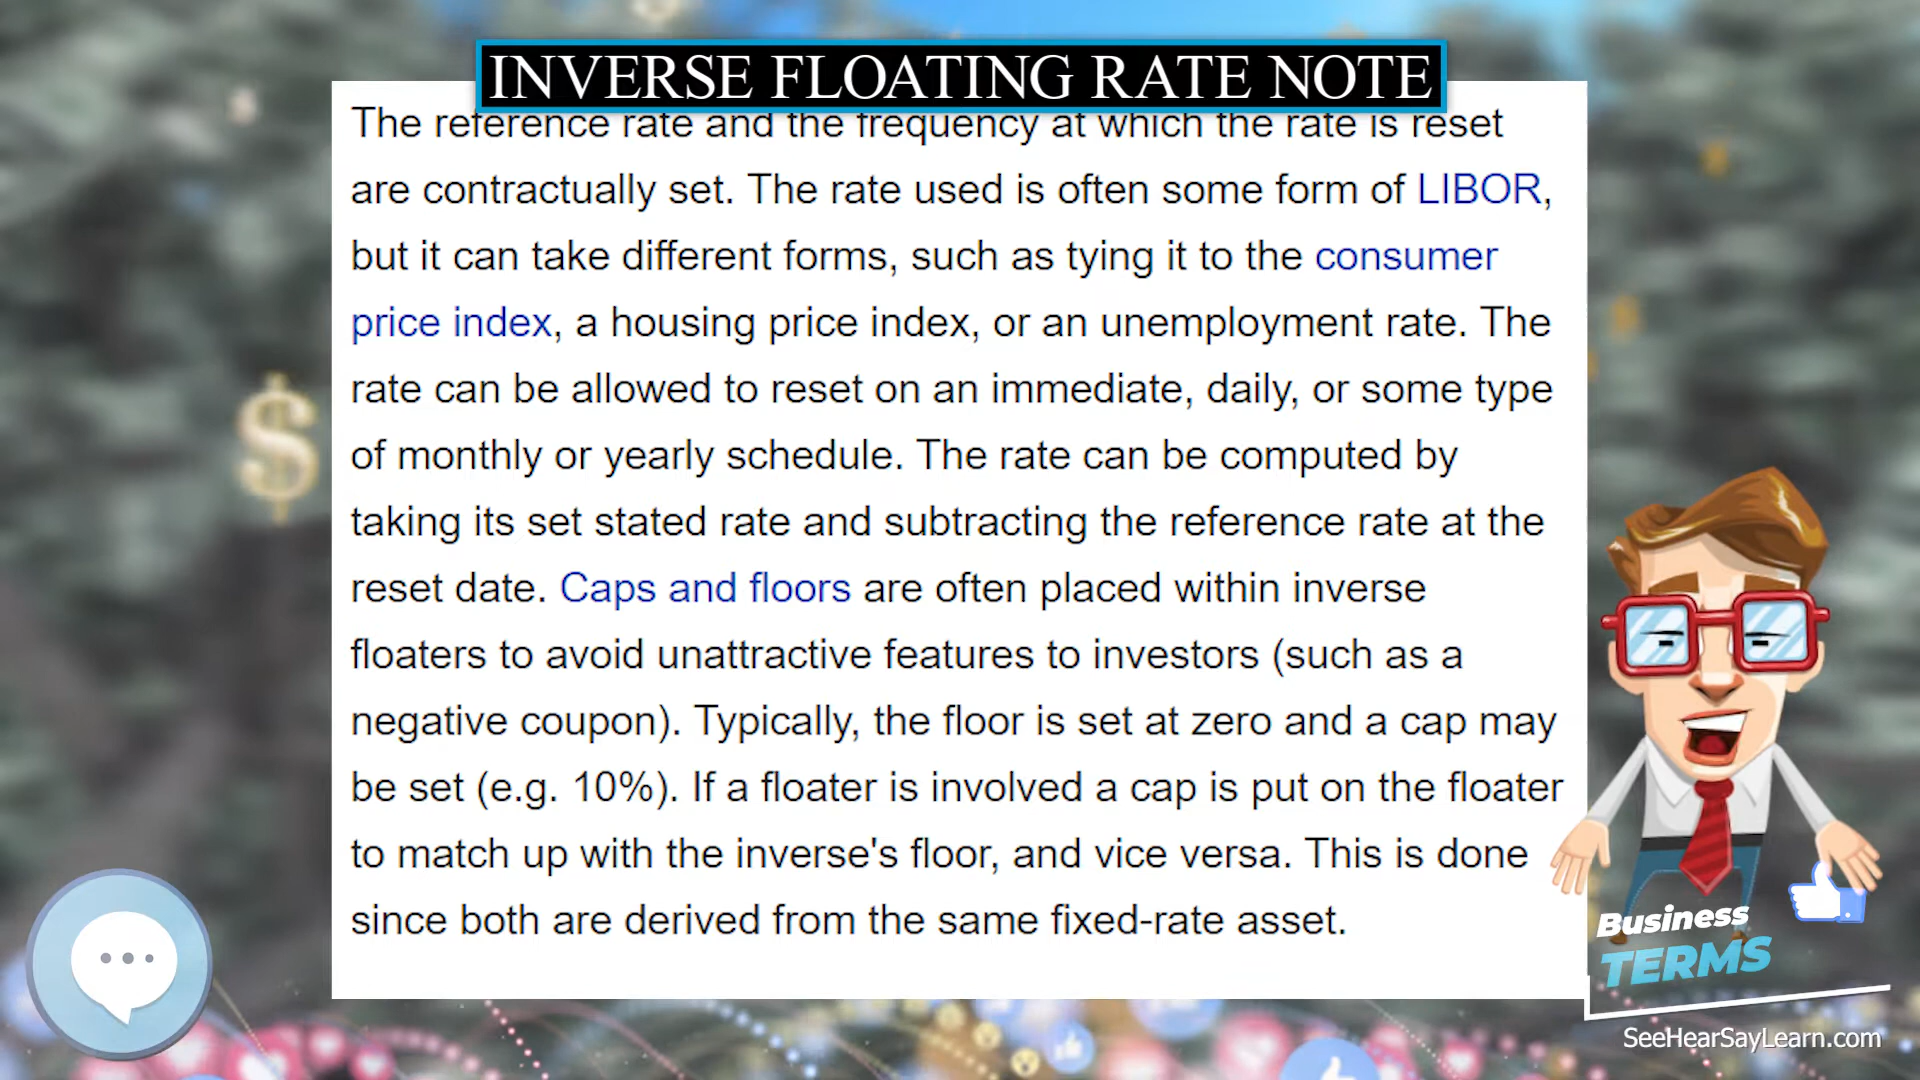 INVERSE FLOATING RATE NOTE
The reference rate and the frequency at which the rate is reset
are contractually set. The rate used is often some form of LIBOR,
but it can take different forms, such as tying it to the consumer
price index, a housing price index, or an unemployment rate. The
rate can be allowed to reset on an immediate, daily, or some type
of monthly or yearly schedule. The rate can be computed by
taking its set stated rate and subtracting the reference rate at the
reset date. Caps and floors are often placed within inverse
floaters to avoid unattractive features to investors (such as a
negative coupon). Typically, the floor is set at zero and a cap may
be set (e.g. 10%). If a floater is involved a cap is put on the floater
to match up with the inverse's floor, and vice versa. This is done
since both are derived from the same fixed-rate asset.
$
Business
TERMS
SeeHearSayLearn.com